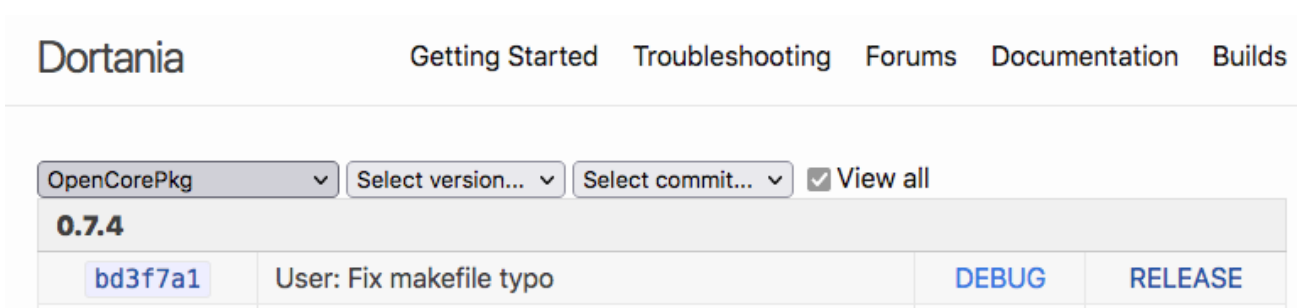 Dortania Getting Started Troubleshooting Forums Documentation Builds
OpenCorePkg Select version... Select commit... View all
0.7.4
bd3f7a1 User: Fix makefile typo DEBUG RELEASE